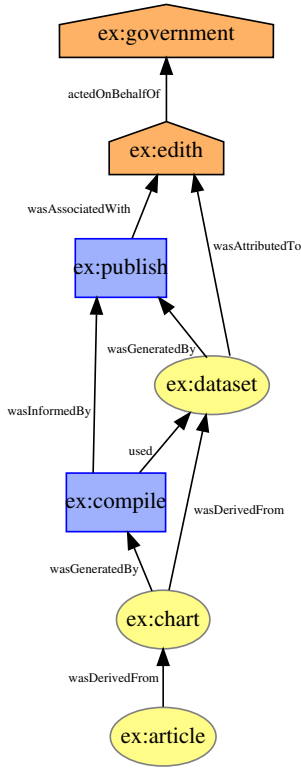 ex:government
actedOnBehalfOf
ex:edith
wasAssociatedWith
wasAttributedTo
ex:publish
wasGeneratedBy
ex:dataset
wasInformedBy
used
ex:compile
wasDerivedFrom
wasGeneratedBy
ex:chart
wasDerivedFrom
ex:article